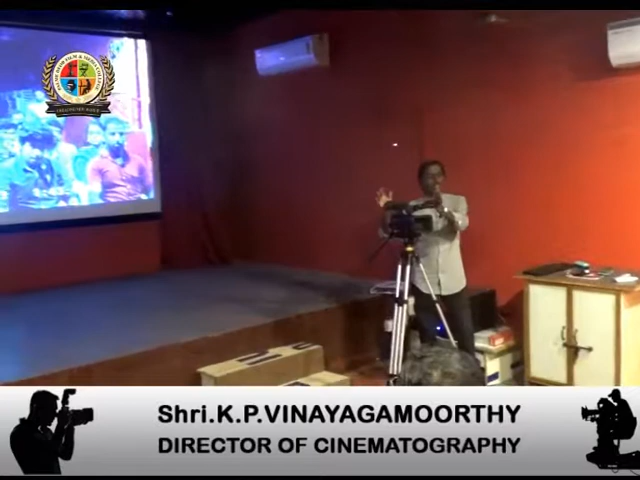 Shri.K.P.VINAYAGAMOORTHY
DIRECTOR OF CINEMATOGRAPHY